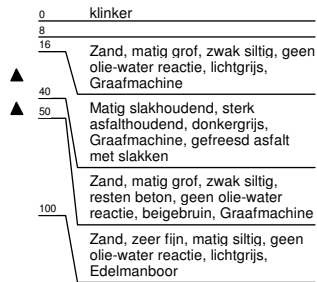 0 klinker
8
16
Zand, matig grof, zwak siltig, geen
olie-water reactie, lichtgrijs,
Graafmachine
40
Matig slakhoudend, sterk
asfalthoudend, donkergrijs,
Graafmachine, gefreesd asfalt
met slakken
50
Zand, matig grof, zwak siltig,
resten beton, geen olie-water
reactie, beigebruin, Graafmachine
100
Zand, zeer fijn, matig siltig, geen
olie-water reactie, lichtgrijs,
Edelmanboor